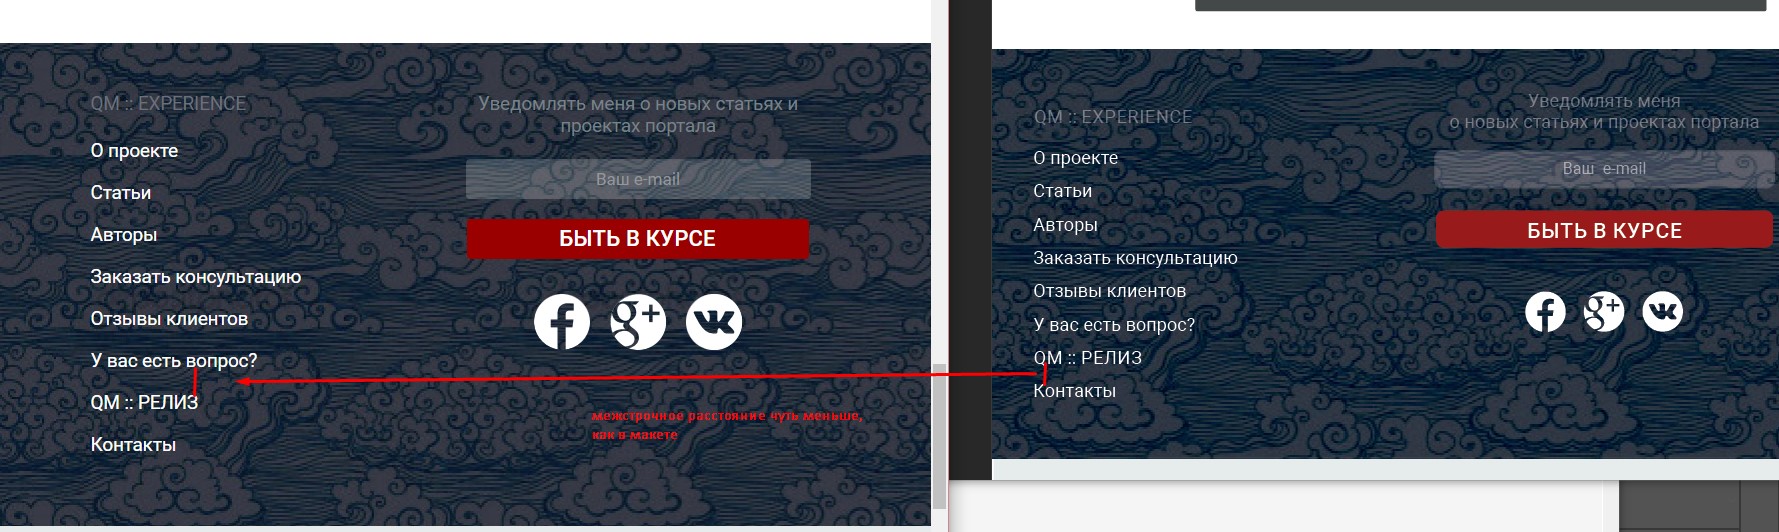 QM :: EXPERIENCE
О проекте
Статьи
Авторы
Заказать консультацию
Отзывы клиентов
У вас есть вопрос?
QM :: РЕЛИЗ
Контакты
Уведомлять меня о новых статьях и
проектах портала
Ваш e-mail
БЫТЬ В КУРСЕ
f
g+
межстрочное расстояние чуть меньше,
как в макете
QM :: EXPERIENCE
О проекте
Статьи
Авторы
Заказать консультацию
Отзывы клиентов
У вас есть вопрос?
QM :: РЕЛИЗ
Контакты
Уведомлять меня
о новых статьях и проектах портала
Ваш e-mail
БЫТЬ В КУРСЕ
f
g+